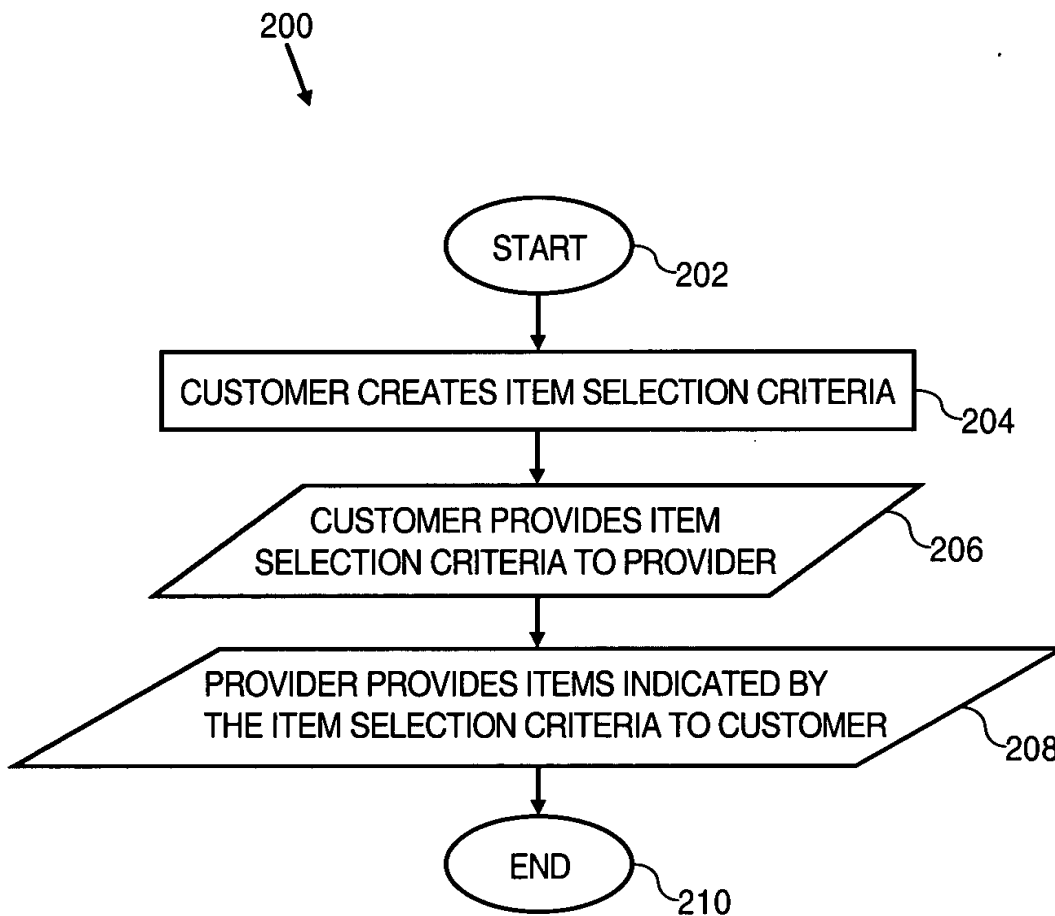 200
START
202
CUSTOMER CREATES ITEM SELECTION CRITERIA
204
CUSTOMER PROVIDES ITEM
SELECTION CRITERIA TO PROVIDER
206
PROVIDER PROVIDES ITEMS INDICATED BY
THE ITEM SELECTION CRITERIA TO CUSTOMER
208
END
210